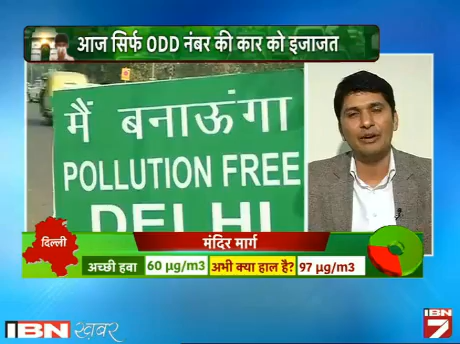 आज सिर्फ ODD नंबर की कार को इजाजत
मैं बनाऊंगा
POLLUTION FREE
DELHI
दिल्ली
मंदिर मार्ग
अच्छी हवा 60 µg/m3 अभी क्या हाल है? 97 µg/m3
IBN ख़बर
IBN 7